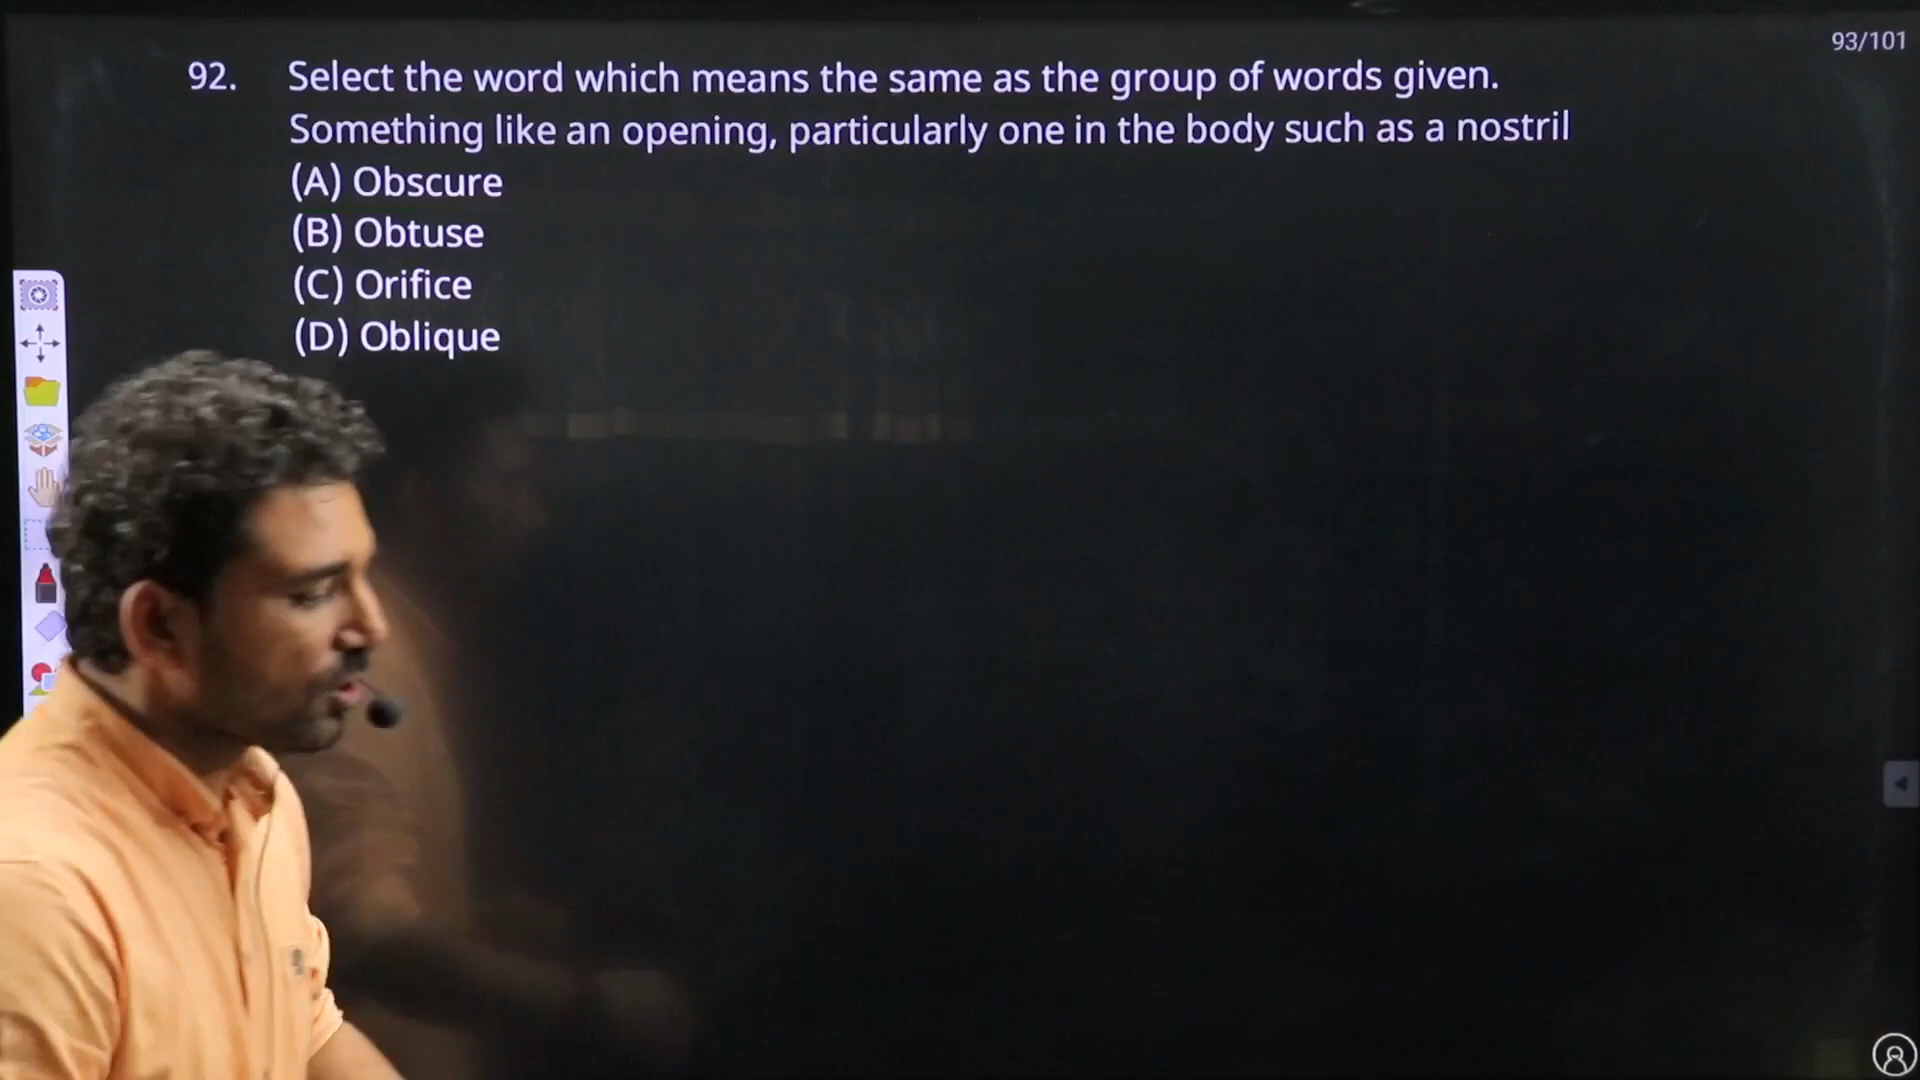 93/101
92. Select the word which means the same as the group of words given.
Something like an opening, particularly one in the body such as a nostril
(A) Obscure
(B) Obtuse
(C) Orifice
(D) Oblique